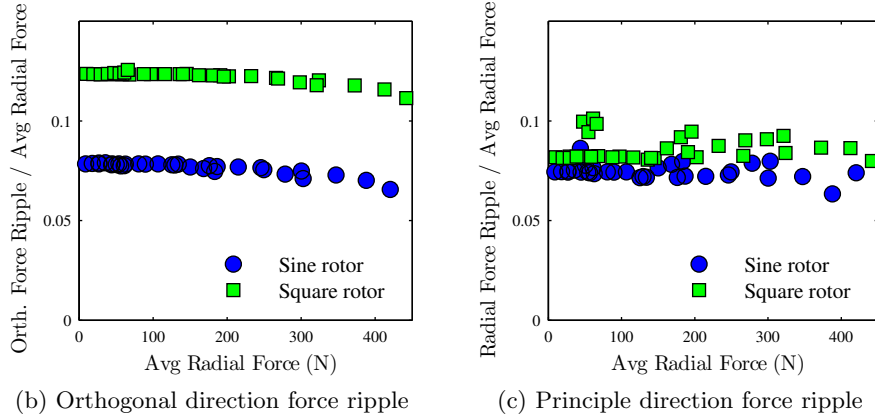 Orth. Force Ripple / Avg Radial Force
0.1
0.05
0
0
100
200
300
400
Sine rotor
Square rotor
Avg Radial Force (N)
(b) Orthogonal direction force ripple
Radial Force Ripple / Avg Radial Force
0.1
0.05
0
0
100
200
300
400
Sine rotor
Square rotor
Avg Radial Force (N)
(c) Principle direction force ripple